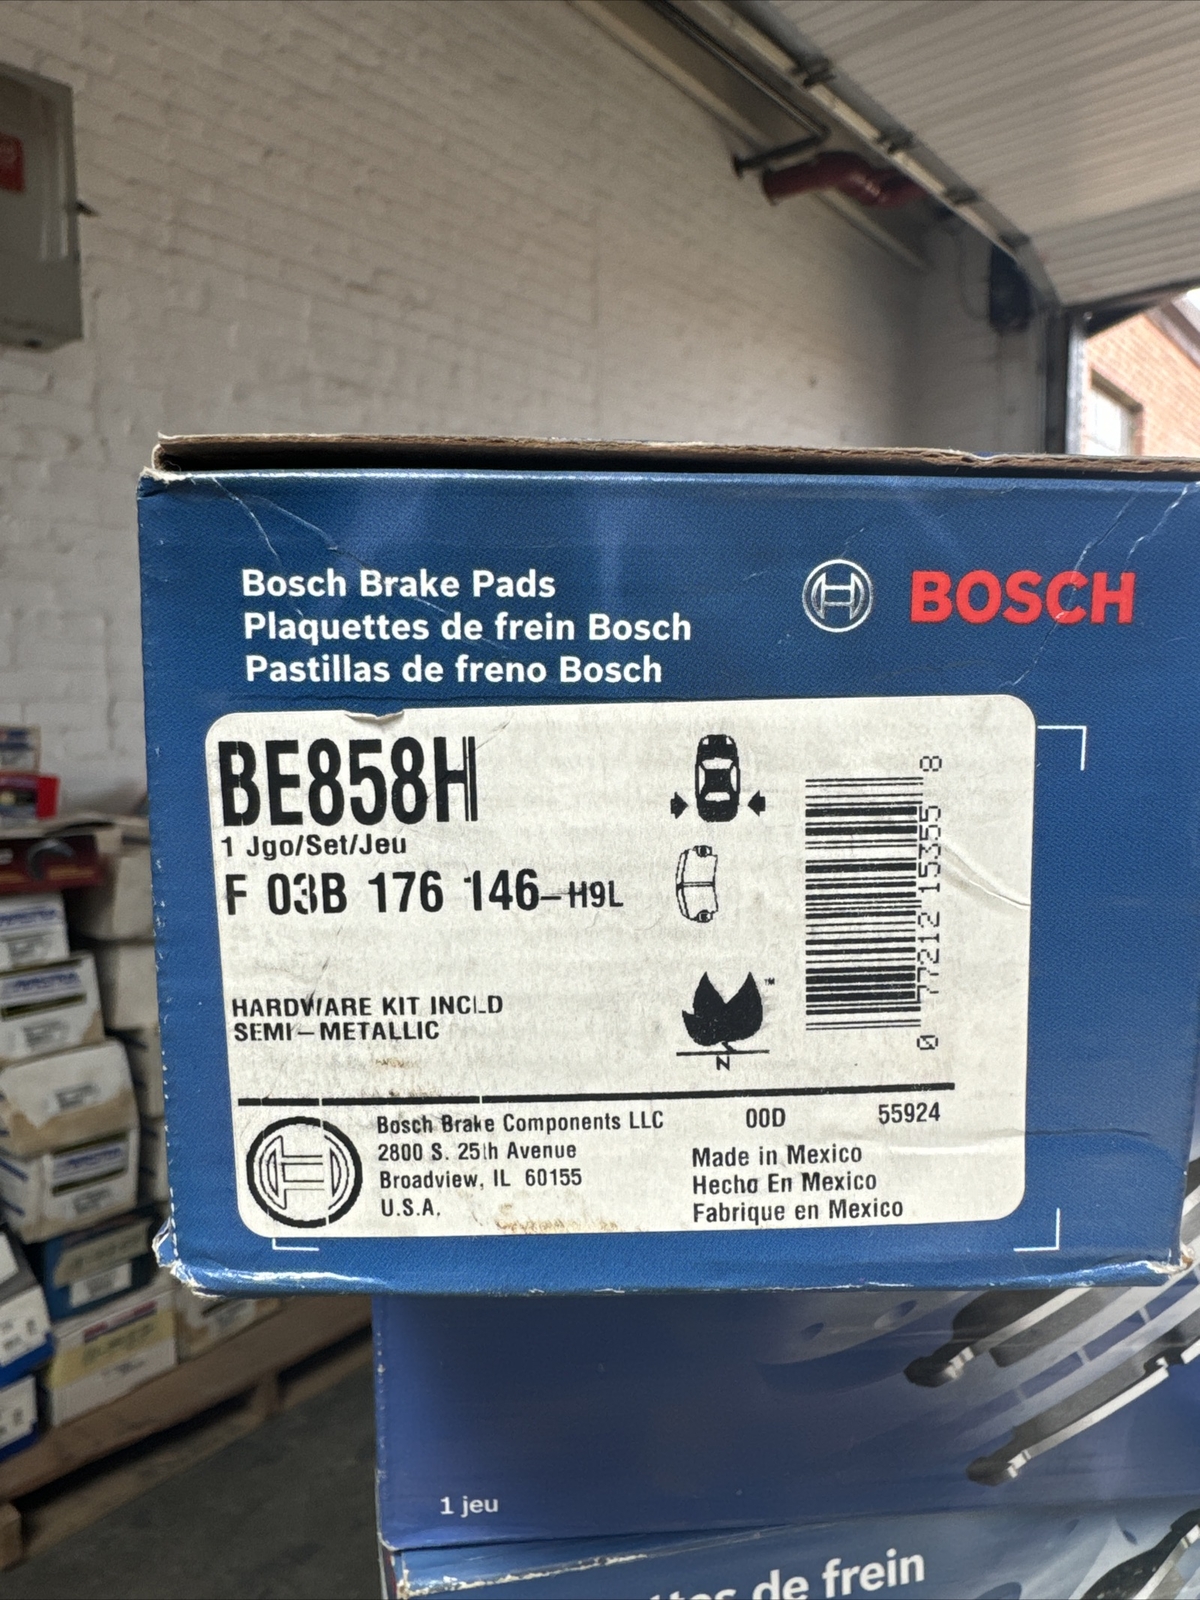 Bosch Brake Pads
Plaquettes de frein Bosch
Pastillas de freno Bosch
BOSCH
BE858H
1 Jgo/Set/Jeu
F 03B 176 146-H9L
HARDWARE KIT INCLD
SEMI-METALLIC
TM
N
0 77212 15355 8
Bosch Brake Components LLC
2800 S. 25th Avenue
Broadview, IL 60155
U.S.A.
00D
55924
Made in Mexico
Hecho En Mexico
Fabrique en Mexico
1 jeu
de frein